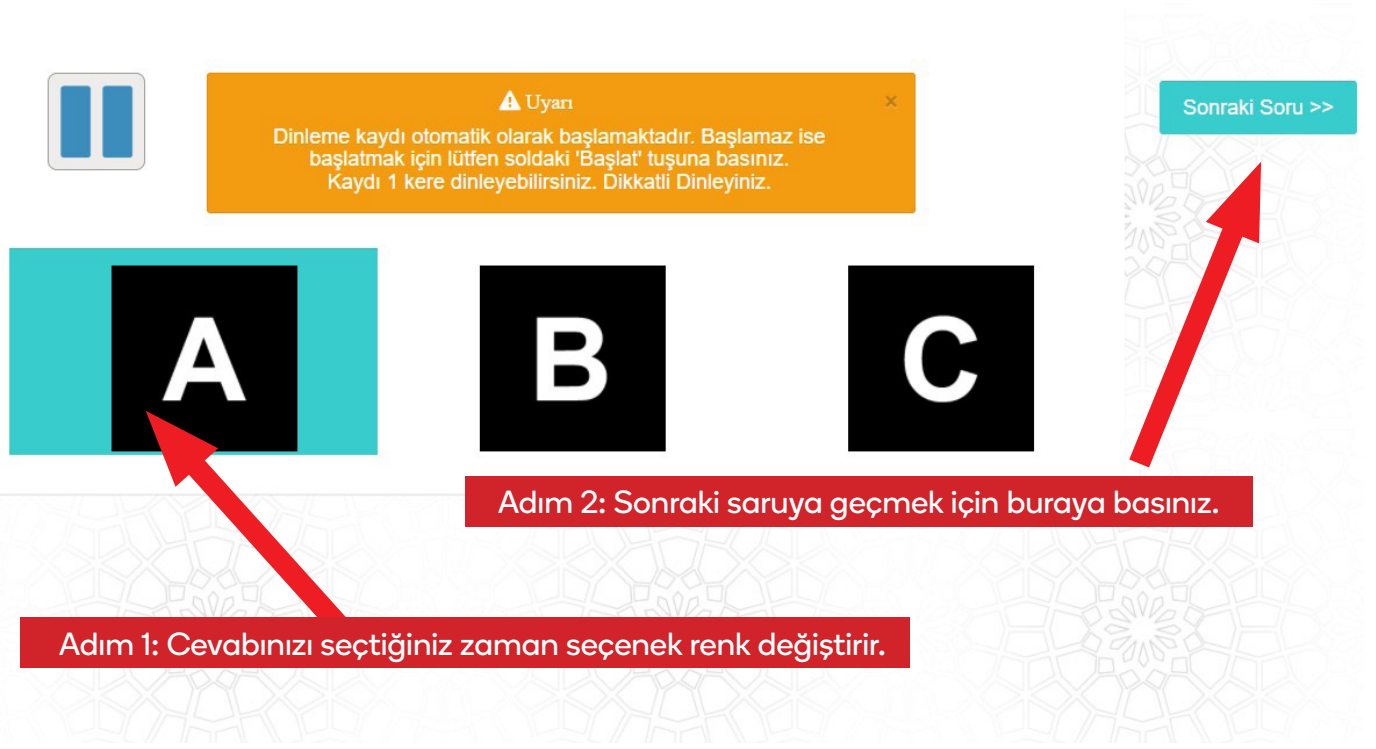 Uyarı
×
Dinleme kaydı otomatik olarak başlamaktadır. Başlamaz ise
başlatmak için lütfen soldaki 'Başlat' tuşuna basınız.
Kaydı 1 kere dinleyebilirsiniz. Dikkatli Dinleyiniz.
Sonraki Soru >>
A
B
C
Adım 2: Sonraki saruya geçmek için buraya basınız.
Adım 1: Cevabınızı seçtiğiniz zaman seçenek renk değiştirir.